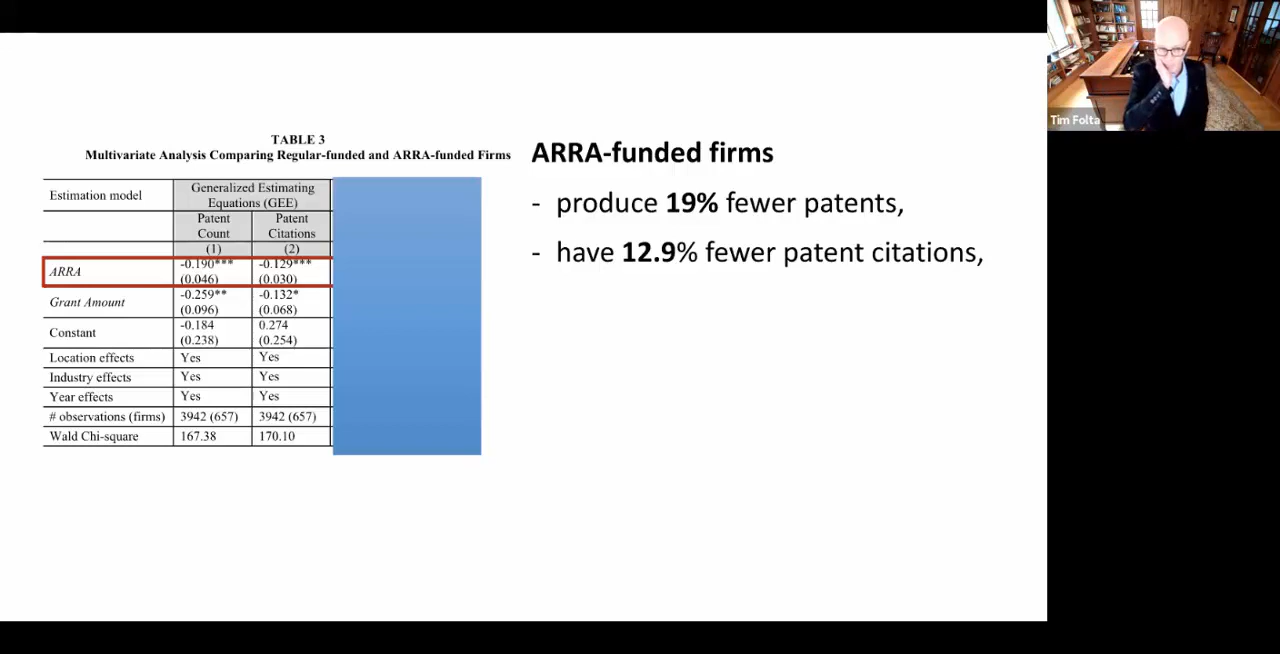 TABLE 3
Multivariate Analysis Comparing Regular-funded and ARRA-funded Firms
Estimation model Generalized Estimating Equations (GEE)
Patent Count Patent Citations
(1) (2)
ARRA -0.190*** -0.129***
(0.046) (0.030)
Grant Amount -0.259** -0.132*
(0.096) (0.068)
Constant -0.184 0.274
(0.238) (0.254)
Location effects Yes Yes
Industry effects Yes Yes
Year effects Yes Yes
# observations (firms) 3942 (657) 3942 (657)
Wald Chi-square 167.38 170.10
ARRA-funded firms
- produce 19% fewer patents,
- have 12.9% fewer patent citations,
Tim Folta